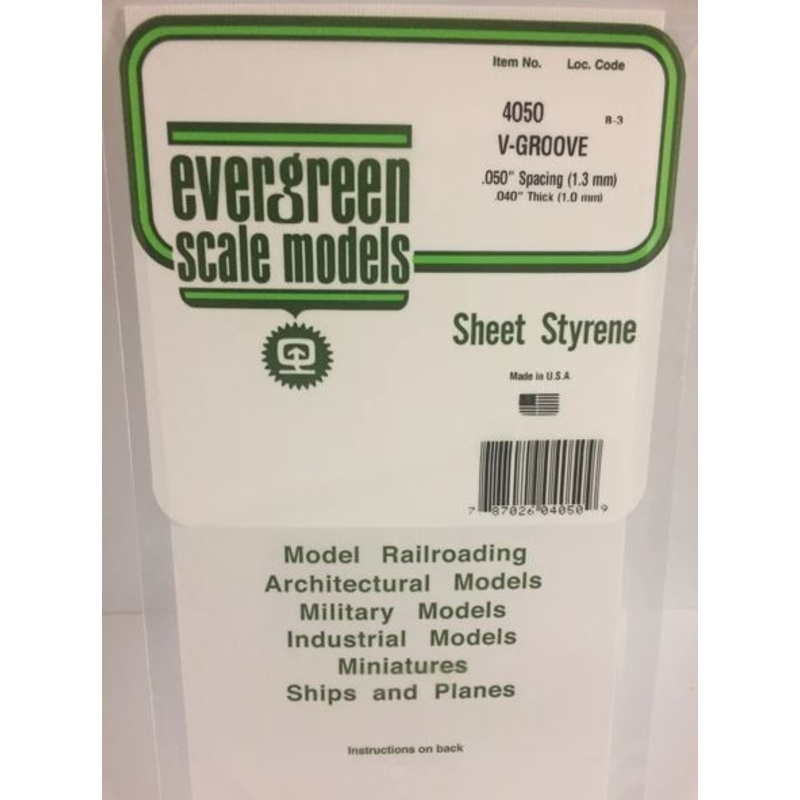 Item No. Loc. Code
4050 B-3
V-GROOVE
.050" Spacing (1.3 mm)
.040" Thick (1.0 mm)
evergreen
scale models
Sheet Styrene
Made in U.S.A.
7 87026 04050 9
Model Railroading
Architectural Models
Military Models
Industrial Models
Miniatures
Ships and Planes
Instructions on back